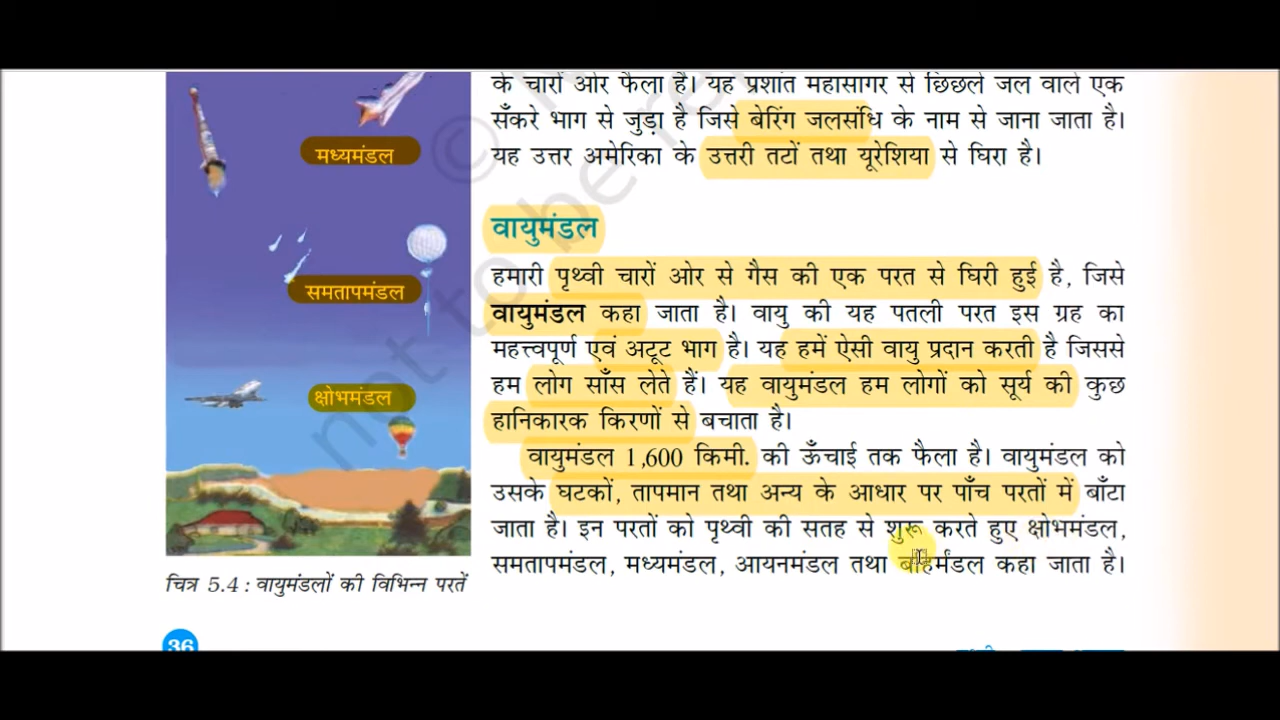 मध्यमंडल
समतापमंडल
क्षोभमंडल
चित्र 5.4 : वायुमंडलों की विभिन्न परतें
36
के चारों ओर फैला है। यह प्रशांत महासागर से छिछले जल वाले एक
सँकरे भाग से जुड़ा है जिसे बेरिंग जलसंधि के नाम से जाना जाता है।
यह उत्तर अमेरिका के उत्तरी तटों तथा यूरेशिया से घिरा है।
वायुमंडल
हमारी पृथ्वी चारों ओर से गैस की एक परत से घिरी हुई है, जिसे
वायुमंडल कहा जाता है। वायु की यह पतली परत इस ग्रह का
महत्त्वपूर्ण एवं अटूट भाग है। यह हमें ऐसी वायु प्रदान करती है जिससे
हम लोग साँस लेते हैं। यह वायुमंडल हम लोगों को सूर्य की कुछ
हानिकारक किरणों से बचाता है।
वायुमंडल 1,600 किमी. की ऊँचाई तक फैला है। वायुमंडल को
उसके घटकों, तापमान तथा अन्य के आधार पर पाँच परतों में बाँटा
जाता है। इन परतों को पृथ्वी की सतह से शुरू करते हुए क्षोभमंडल,
समतापमंडल, मध्यमंडल, आयनमंडल तथा बहिर्मंडल कहा जाता है।
© not to be re